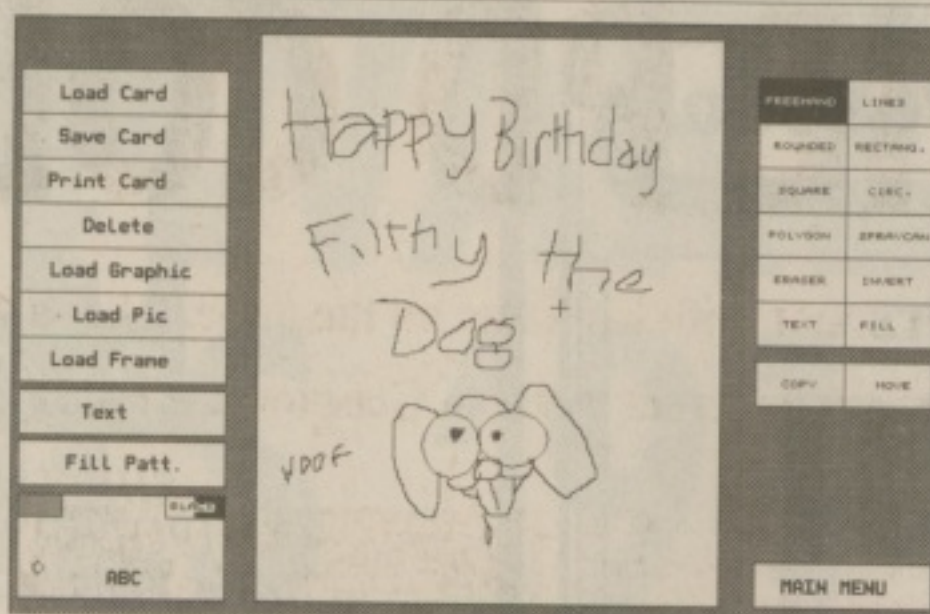 Load Card
Save Card
Print Card
Delete
Load Graphic
Load Pic
Load Frame
Text
Fill Patt.
BLACK
ABC
Happy Birthday
Filthy the
Dog
WOOF
FREEHAND LINES
ROUNDED RECTANG.
SQUARE CIRC.
POLYGON SPRAYCAN
ERASER INVERT
TEXT FILL
COPY MOVE
MAIN MENU